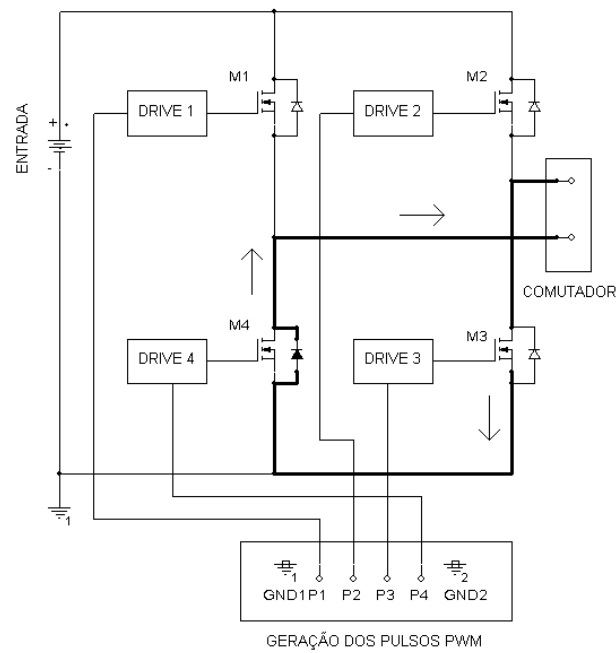 M1
M2
DRIVE 1
DRIVE 2
ENTRADA
+
-
COMUTADOR
M4
M3
DRIVE 4
DRIVE 3
1
1
2
GND1 P1 P2 P3 P4 GND2
GERAÇÃO DOS PULSOS PWM